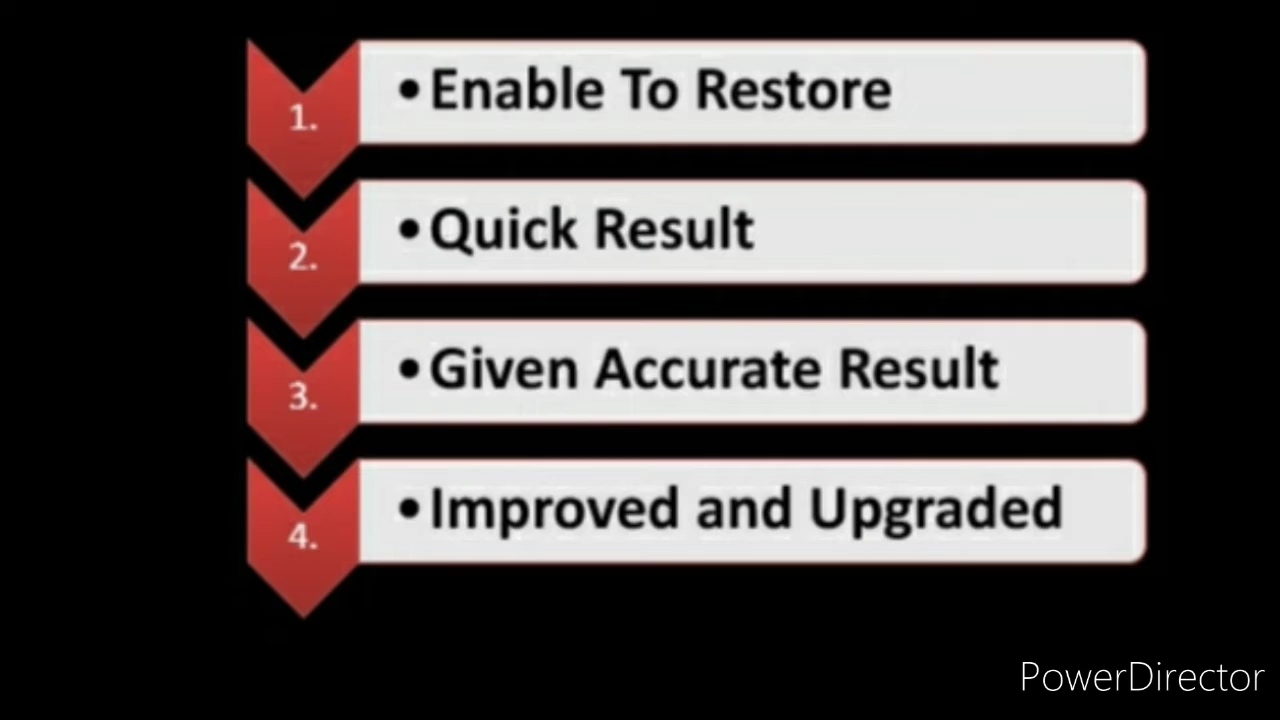 1.
• Enable To Restore
2.
• Quick Result
3.
• Given Accurate Result
4.
• Improved and Upgraded
PowerDirector